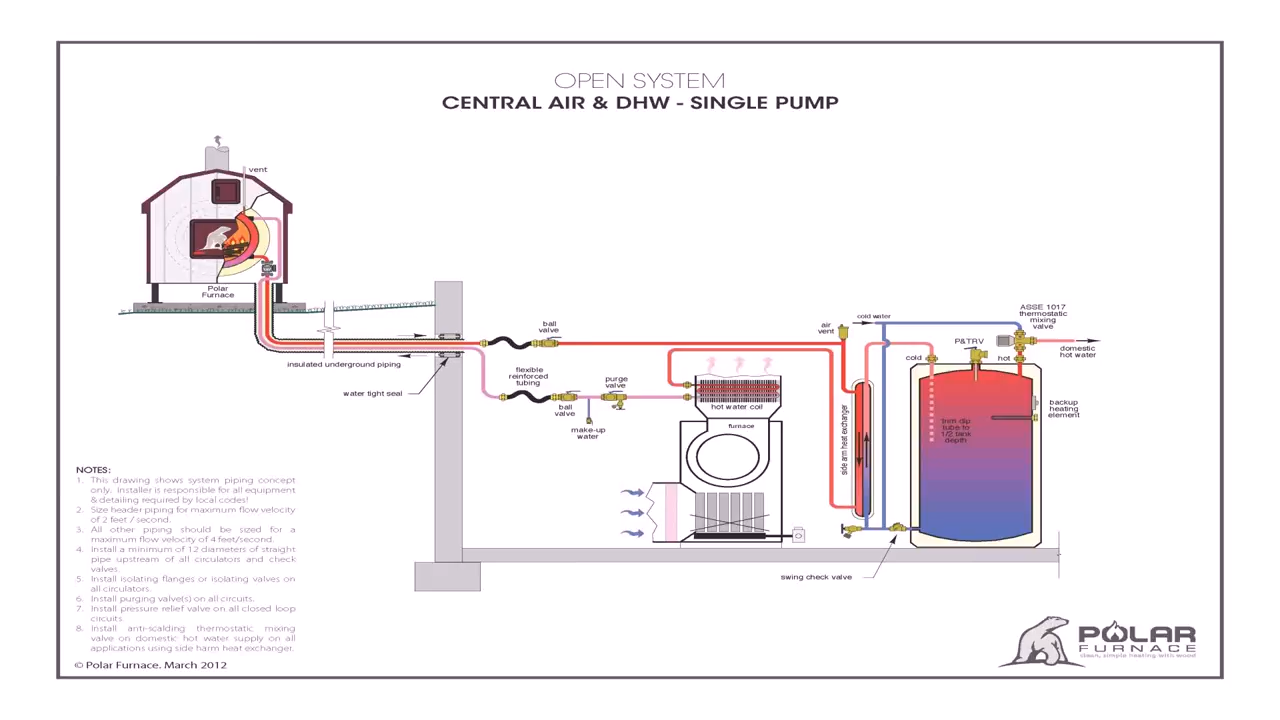 OPEN SYSTEM
CENTRAL AIR & DHW - SINGLE PUMP
vent
Polar
Furnace
insulated underground piping
water tight seal
ball
valve
flexible
reinforced
tubing
ball
valve
purge
valve
make-up
water
hot water coil
furnace
air
vent
cold water
side arm heat exchanger
cold
P&TRV
hot
ASSE 1017
thermostatic
mixing
valve
domestic
hot water
trim dip
tube to
1/2 tank
depth
backup
heating
element
swing check valve
NOTES:
1. This drawing shows system piping concept
only. Installer is responsible for all equipment
& detailing required by local codes!
2. Size header piping for maximum flow velocity
of 2 feet / second.
3. All other piping should be sized for a
maximum flow velocity of 4 feet/second.
4. Install a minimum of 12 diameters of straight
pipe upstream of all circulators and check
valves.
5. Install isolating flanges or isolating valves on
all circulators
6. Install purging valve(s) on all circuits.
7. Install pressure relief valve on all closed loop
circuits
8. Install anti-scalding thermostatic mixing
valve on domestic hot water supply on all
applications using side harm heat exchanger.
© Polar Furnace. March 2012
POLAR
FURNACE
clean, simple heating with wood